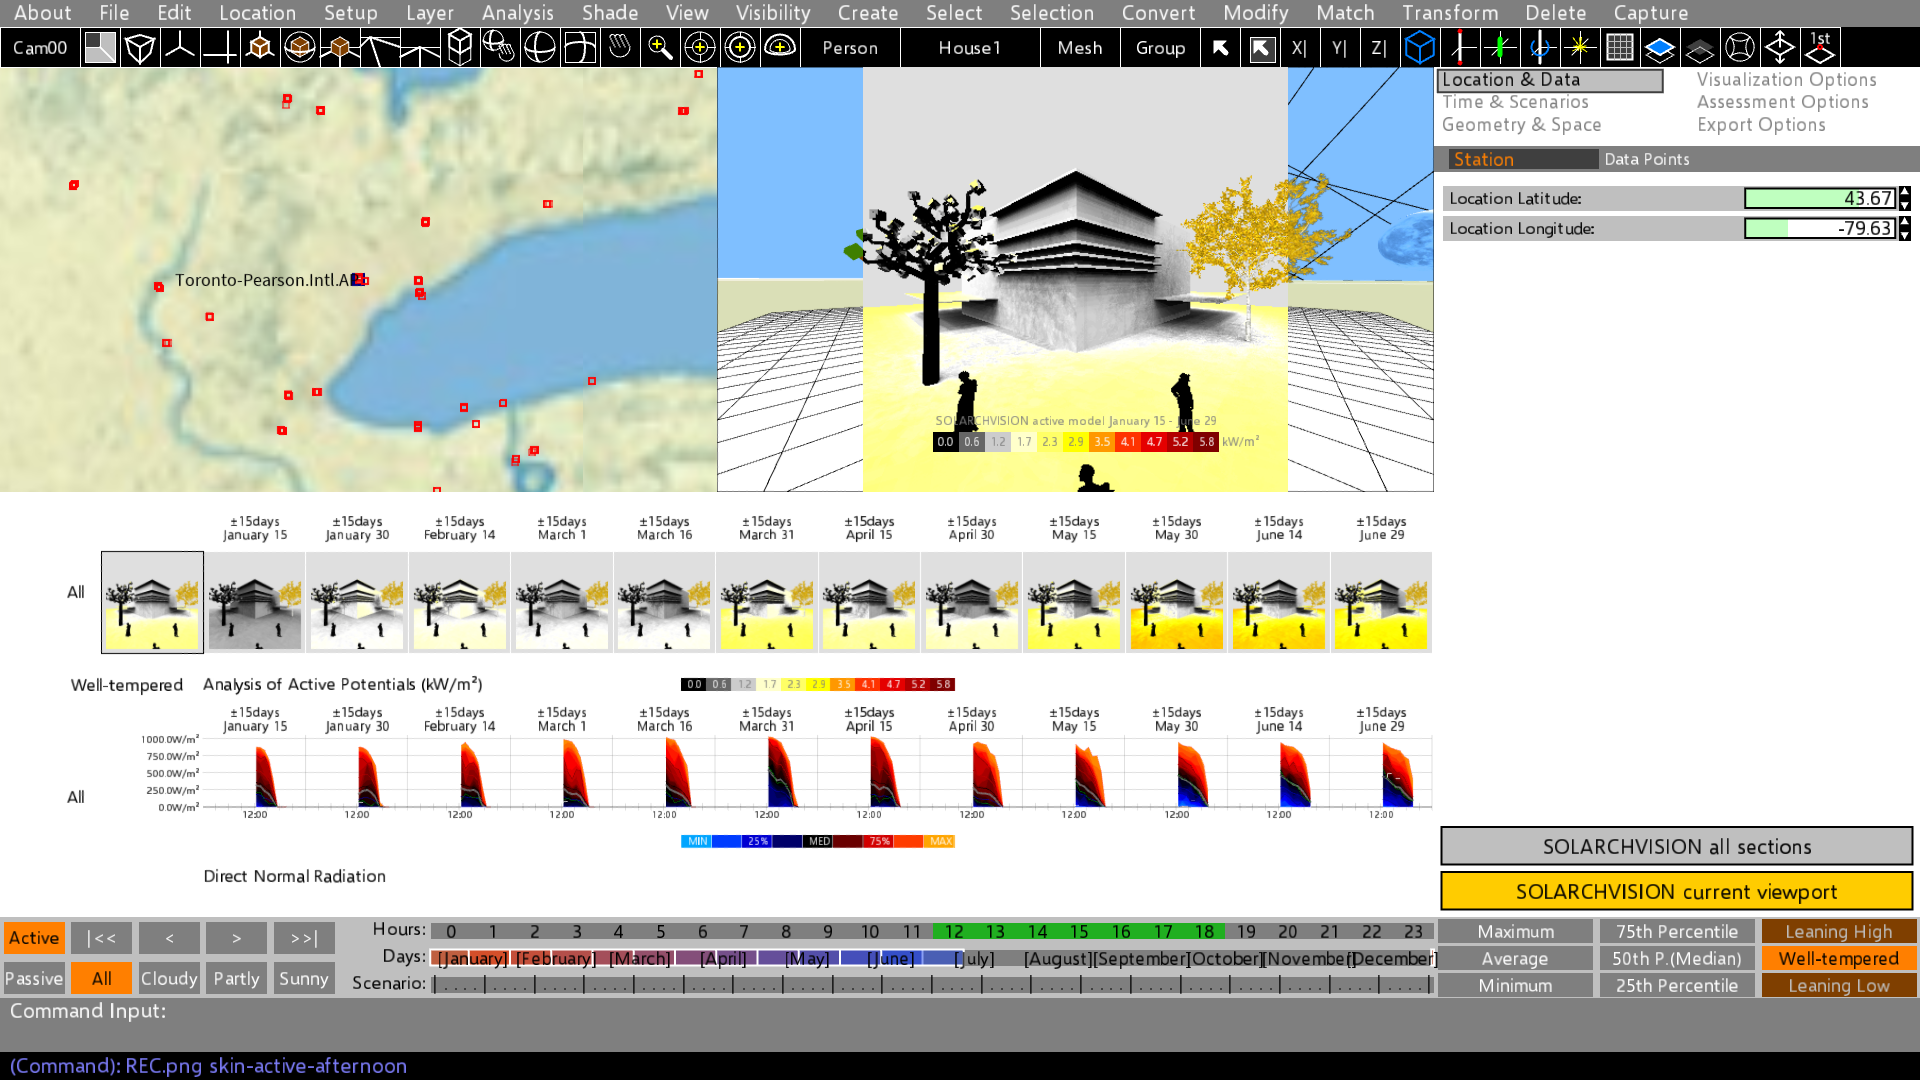 About File Edit Location Setup Layer Analysis Shade View Visibility Create Select Selection Convert Modify Match Transform Delete Capture
Cam00 Person House1 Mesh Group X| Y| Z| 1st
Location & Data Visualization Options
Time & Scenarios Assessment Options
Geometry & Space Export Options
Station Data Points
Location Latitude: 43.67
Location Longitude: -79.63
Toronto-Pearson.Intl.A
SOLARCHVISION active model January 15 - June 29
0.0 0.6 1.2 1.7 2.3 2.9 3.5 4.1 4.7 5.2 5.8 kW/m²
±15days ±15days ±15days ±15days ±15days ±15days ±15days ±15days ±15days ±15days ±15days ±15days
January 15 January 30 February 14 March 1 March 16 March 31 April 15 April 30 May 15 May 30 June 14 June 29
All
Well-tempered Analysis of Active Potentials (kW/m²) 0.0 0.6 1.2 1.7 2.3 2.9 3.5 4.1 4.7 5.2 5.8
±15days ±15days ±15days ±15days ±15days ±15days ±15days ±15days ±15days ±15days ±15days ±15days
January 15 January 30 February 14 March 1 March 16 March 31 April 15 April 30 May 15 May 30 June 14 June 29
1000.0W/m²
750.0W/m²
500.0W/m²
250.0W/m²
All
0.0W/m²
12:00 12:00 12:00 12:00 12:00 12:00 12:00 12:00 12:00 12:00 12:00 12:00
MIN 25% MED 75% MAX
Direct Normal Radiation
SOLARCHVISION all sections
SOLARCHVISION current viewport
Active |<< < > >>| Hours: 0 1 2 3 4 5 6 7 8 9 10 11 12 13 14 15 16 17 18 19 20 21 22 23 Maximum 75th Percentile Leaning High
Days: [January] [February] [March] [April] [May] [June] [July] [August] [September] [October] [November] [December] Average 50th P.(Median) Well-tempered
Passive All Cloudy Partly Sunny Scenario: Minimum 25th Percentile Leaning Low
Command Input:
(Command): REC.png skin-active-afternoon